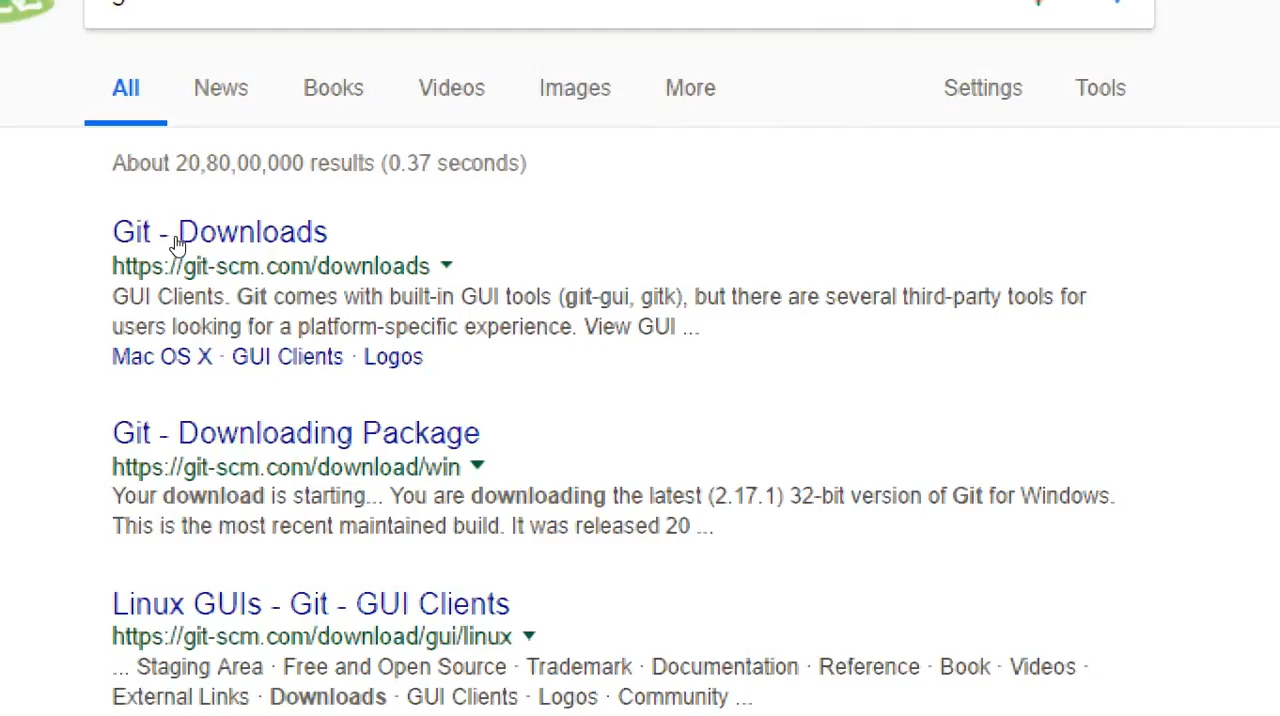 All News Books Videos Images More Settings Tools
About 20,80,00,000 results (0.37 seconds)
Git - Downloads
https://git-scm.com/downloads
GUI Clients. Git comes with built-in GUI tools (git-gui, gitk), but there are several third-party tools for
users looking for a platform-specific experience. View GUI ...
Mac OS X · GUI Clients · Logos
Git - Downloading Package
https://git-scm.com/download/win
Your download is starting... You are downloading the latest (2.17.1) 32-bit version of Git for Windows.
This is the most recent maintained build. It was released 20 ...
Linux GUIs - Git - GUI Clients
https://git-scm.com/download/gui/linux
... Staging Area · Free and Open Source · Trademark · Documentation · Reference · Book · Videos ·
External Links · Downloads · GUI Clients · Logos · Community ...